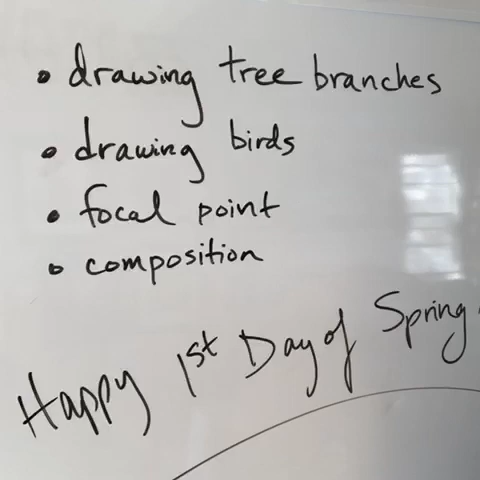 • drawing tree branches
• drawing birds
• focal point
• composition
Happy 1st Day of Spring